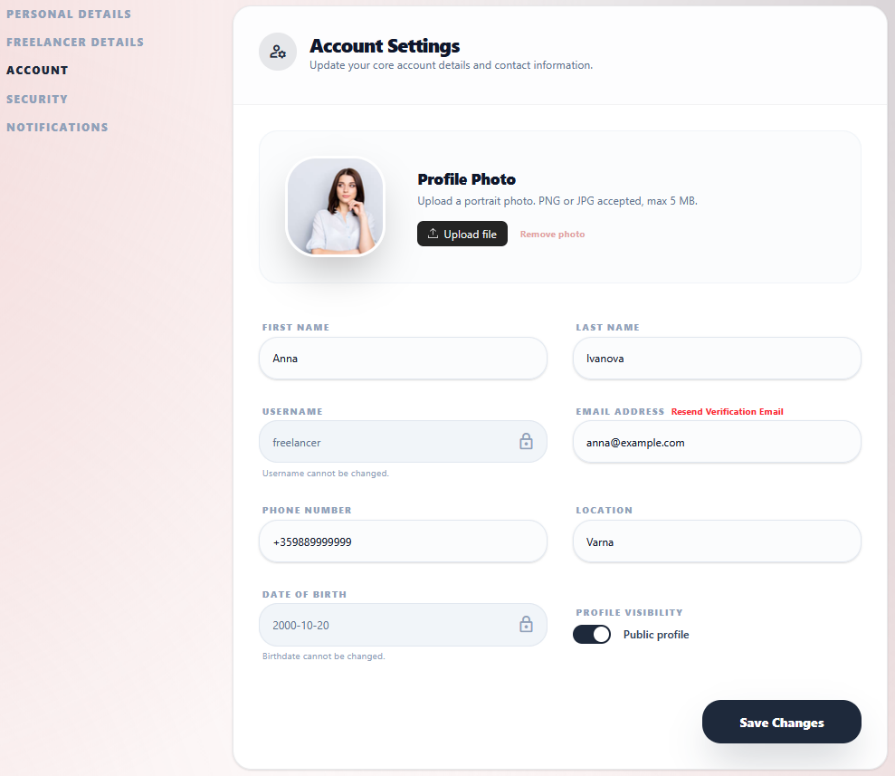 PERSONAL DETAILS
FREELANCER DETAILS
ACCOUNT
SECURITY
NOTIFICATIONS
Account Settings
Update your core account details and contact information.
Profile Photo
Upload a portrait photo. PNG or JPG accepted, max 5 MB.
Upload file Remove photo
FIRST NAME LAST NAME
Anna Ivanova
USERNAME EMAIL ADDRESS Resend Verification Email
freelancer anna@example.com
Username cannot be changed.
PHONE NUMBER LOCATION
+359889999999 Varna
DATE OF BIRTH PROFILE VISIBILITY
2000-10-20 Public profile
Birthdate cannot be changed.
Save Changes